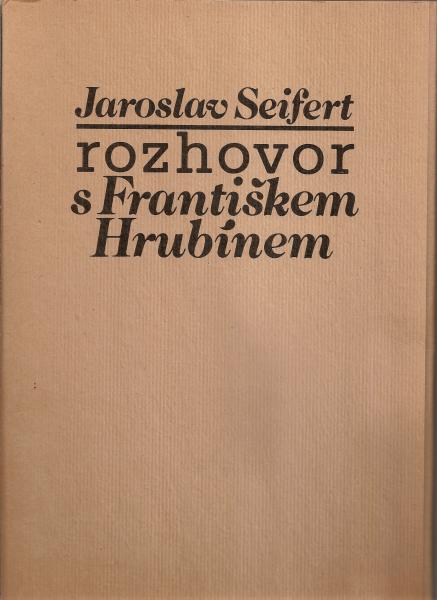 Jaroslav Seifert
rozhovor
s Františkem
Hrubínem